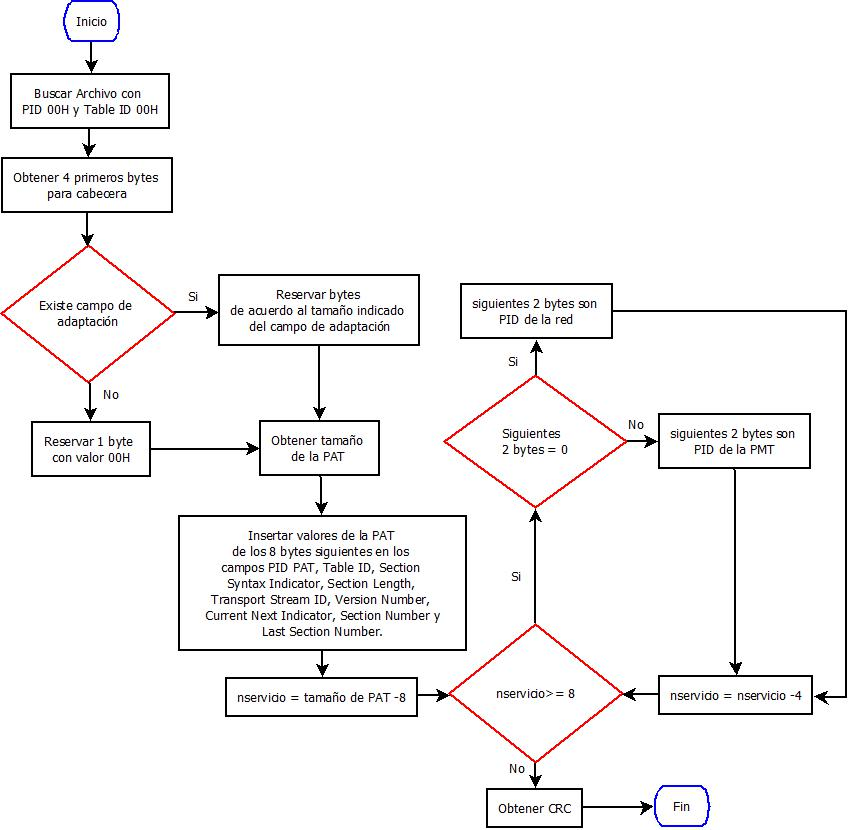 Inicio
Buscar Archivo con
PID 00H y Table ID 00H
Obtener 4 primeros bytes
para cabecera
Existe campo de
adaptación
Si
Reservar bytes
de acuerdo al tamaño indicado
del campo de adaptación
No
Reservar 1 byte
con valor 00H
Obtener tamaño
de la PAT
Insertar valores de la PAT
de los 8 bytes siguientes en los
campos PID PAT, Table ID, Section
Syntax Indicator, Section Length,
Transport Stream ID, Version Number,
Current Next Indicator, Section Number y
Last Section Number.
nservicio = tamaño de PAT -8
nservicio>= 8
Si
Siguientes
2 bytes = 0
Si
siguientes 2 bytes son
PID de la red
No
siguientes 2 bytes son
PID de la PMT
nservicio = nservicio -4
No
Obtener CRC
Fin